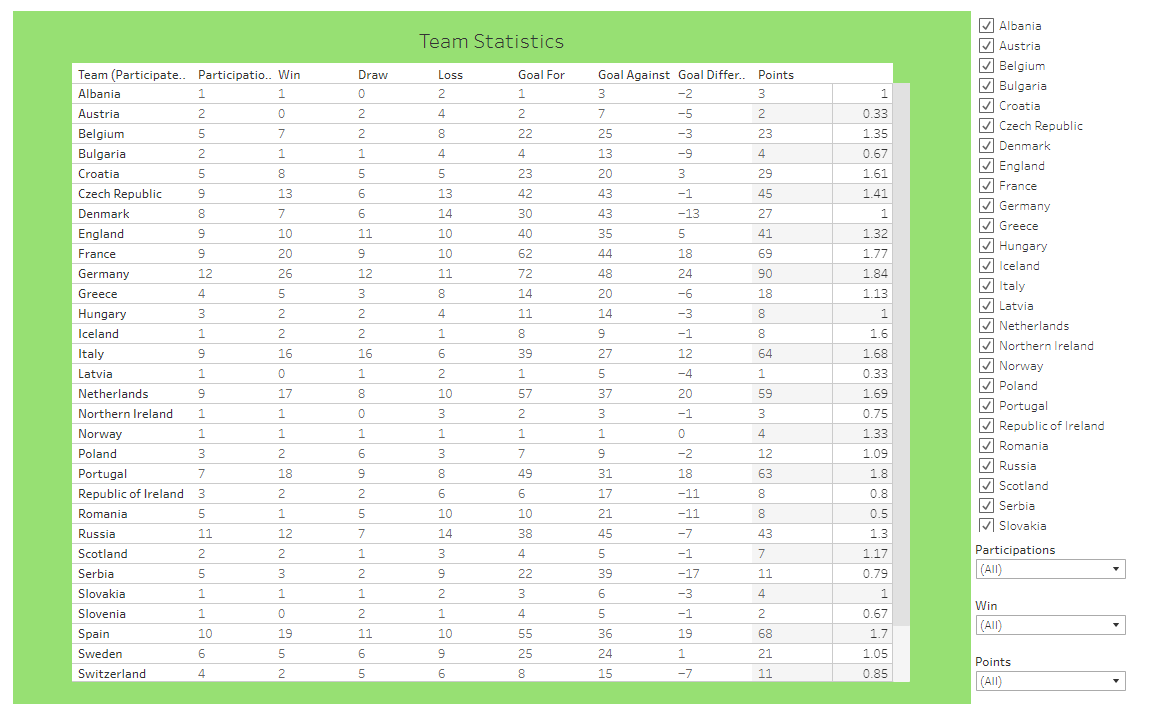 Team Statistics
Team (Participate.. Participatio.. Win Draw Loss Goal For Goal Against Goal Differ.. Points
Albania 1 1 0 2 1 3 −2 3 1
Austria 2 0 2 4 2 7 −5 2 0.33
Belgium 5 7 2 8 22 25 −3 23 1.35
Bulgaria 2 1 1 4 4 13 −9 4 0.67
Croatia 5 8 5 5 23 20 3 29 1.61
Czech Republic 9 13 6 13 42 43 −1 45 1.41
Denmark 8 7 6 14 30 43 −13 27 1
England 9 10 11 10 40 35 5 41 1.32
France 9 20 9 10 62 44 18 69 1.77
Germany 12 26 12 11 72 48 24 90 1.84
Greece 4 5 3 8 14 20 −6 18 1.13
Hungary 3 2 2 4 11 14 −3 8 1
Iceland 1 2 2 1 8 9 −1 8 1.6
Italy 9 16 16 6 39 27 12 64 1.68
Latvia 1 0 1 2 1 5 −4 1 0.33
Netherlands 9 17 8 10 57 37 20 59 1.69
Northern Ireland 1 1 0 3 2 3 −1 3 0.75
Norway 1 1 1 1 1 1 0 4 1.33
Poland 3 2 6 3 7 9 −2 12 1.09
Portugal 7 18 9 8 49 31 18 63 1.8
Republic of Ireland 3 2 2 6 6 17 −11 8 0.8
Romania 5 1 5 10 10 21 −11 8 0.5
Russia 11 12 7 14 38 45 −7 43 1.3
Scotland 2 2 1 3 4 5 −1 7 1.17
Serbia 5 3 2 9 22 39 −17 11 0.79
Slovakia 1 1 1 2 3 6 −3 4 1
Slovenia 1 0 2 1 4 5 −1 2 0.67
Spain 10 19 11 10 55 36 19 68 1.7
Sweden 6 5 6 9 25 24 1 21 1.05
Switzerland 4 2 5 6 8 15 −7 11 0.85
Albania
Austria
Belgium
Bulgaria
Croatia
Czech Republic
Denmark
England
France
Germany
Greece
Hungary
Iceland
Italy
Latvia
Netherlands
Northern Ireland
Norway
Poland
Portugal
Republic of Ireland
Romania
Russia
Scotland
Serbia
Slovakia
Participations
(All)
Win
(All)
Points
(All)